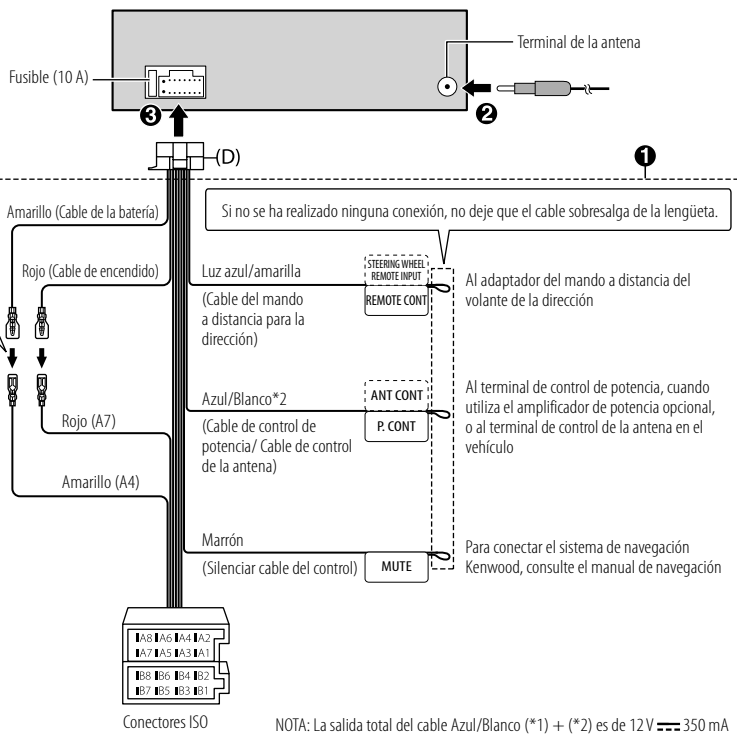 Terminal de la antena
Fusible (10 A)
❸
❷
(D)
❶
Amarillo (Cable de la batería)
Si no se ha realizado ninguna conexión, no deje que el cable sobresalga de la lengüeta.
Rojo (Cable de encendido)
Luz azul/amarilla
(Cable del mando
a distancia para la
dirección)
STEERING WHEEL
REMOTE INPUT
REMOTE CONT
Al adaptador del mando a distancia del
volante de la dirección
Azul/Blanco*2
(Cable de control de
potencia/ Cable de control
de la antena)
ANT CONT
P. CONT
Al terminal de control de potencia, cuando
utiliza el amplificador de potencia opcional,
o al terminal de control de la antena en el
vehículo
Rojo (A7)
Amarillo (A4)
Marrón
(Silenciar cable del control)
MUTE
Para conectar el sistema de navegación
Kenwood, consulte el manual de navegación
A8 A6 A4 A2
A7 A5 A3 A1
B8 B6 B4 B2
B7 B5 B3 B1
Conectores ISO
NOTA: La salida total del cable Azul/Blanco (*1) + (*2) es de 12 V ⎓ 350 mA